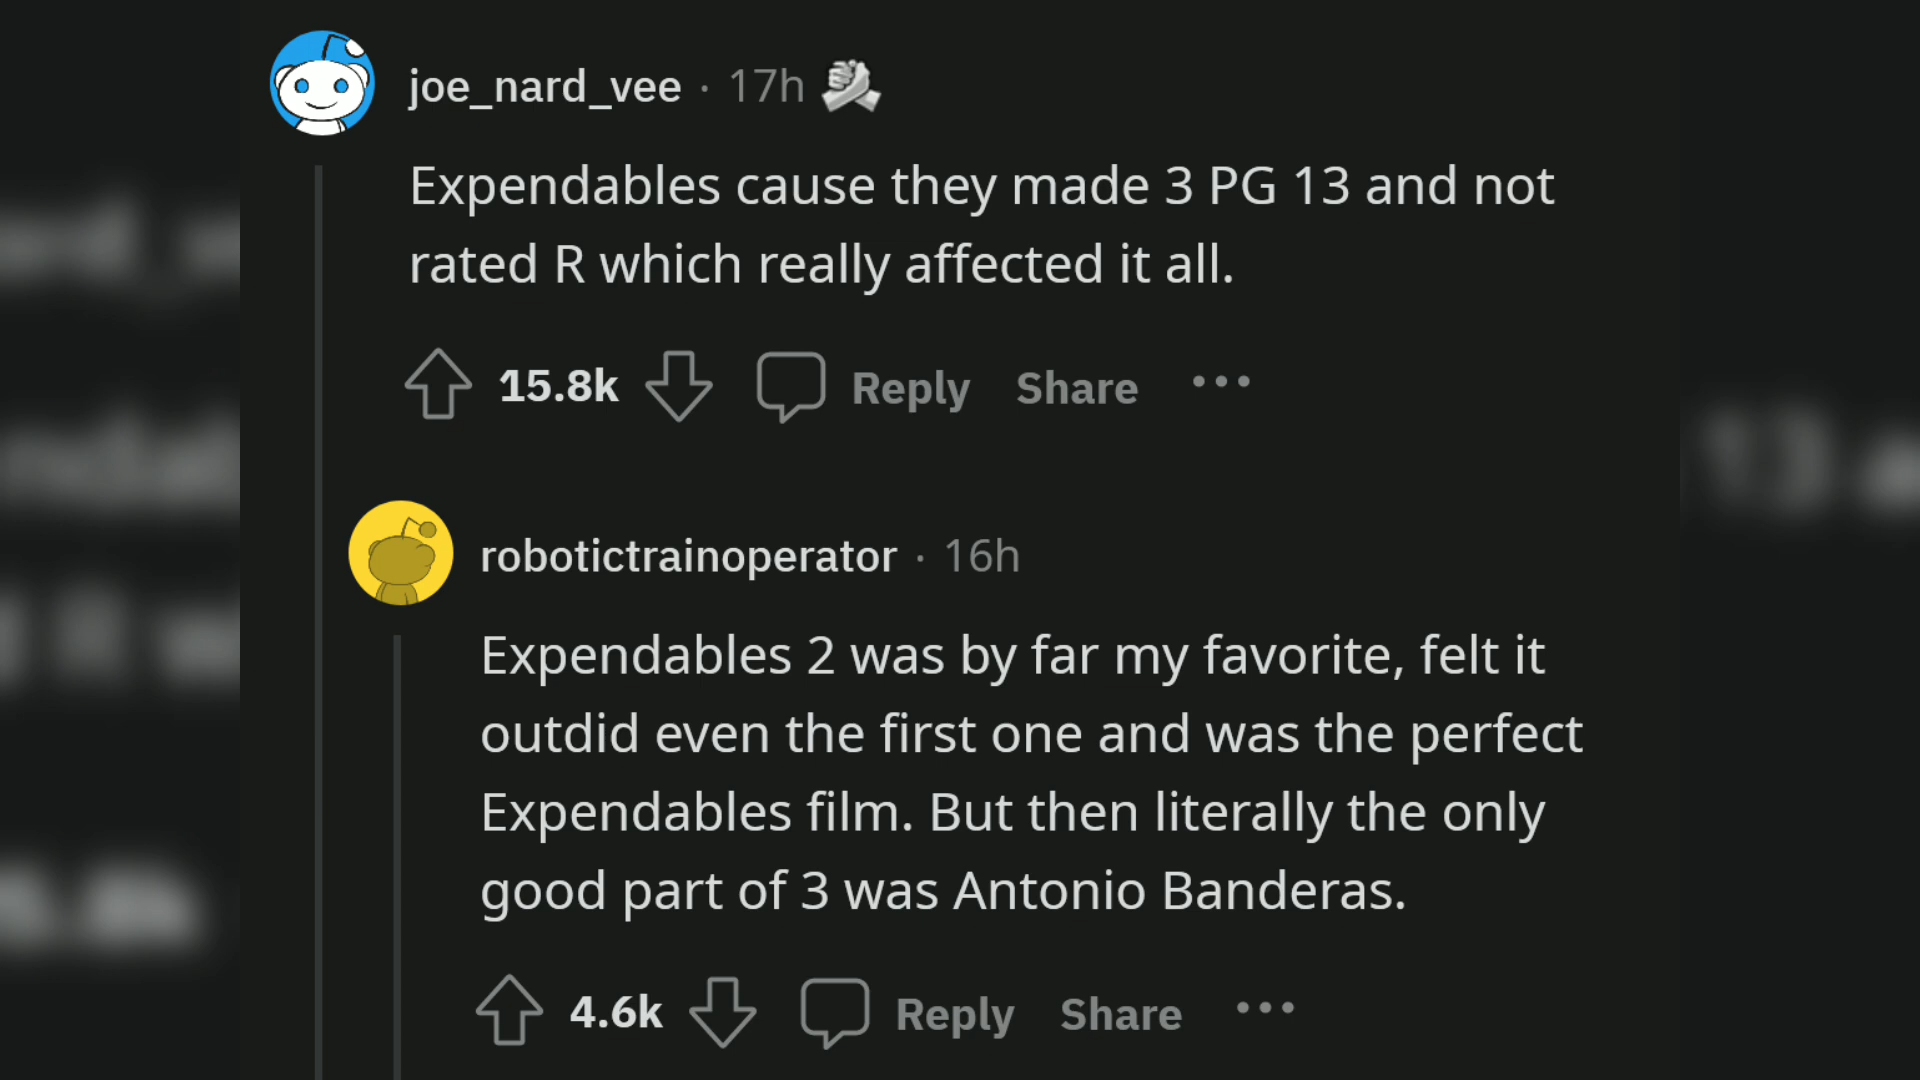 joe_nard_vee · 17h
Expendables cause they made 3 PG 13 and not
rated R which really affected it all.
15.8k Reply Share ...
robotictrainoperator · 16h
Expendables 2 was by far my favorite, felt it
outdid even the first one and was the perfect
Expendables film. But then literally the only
good part of 3 was Antonio Banderas.
4.6k Reply Share ...